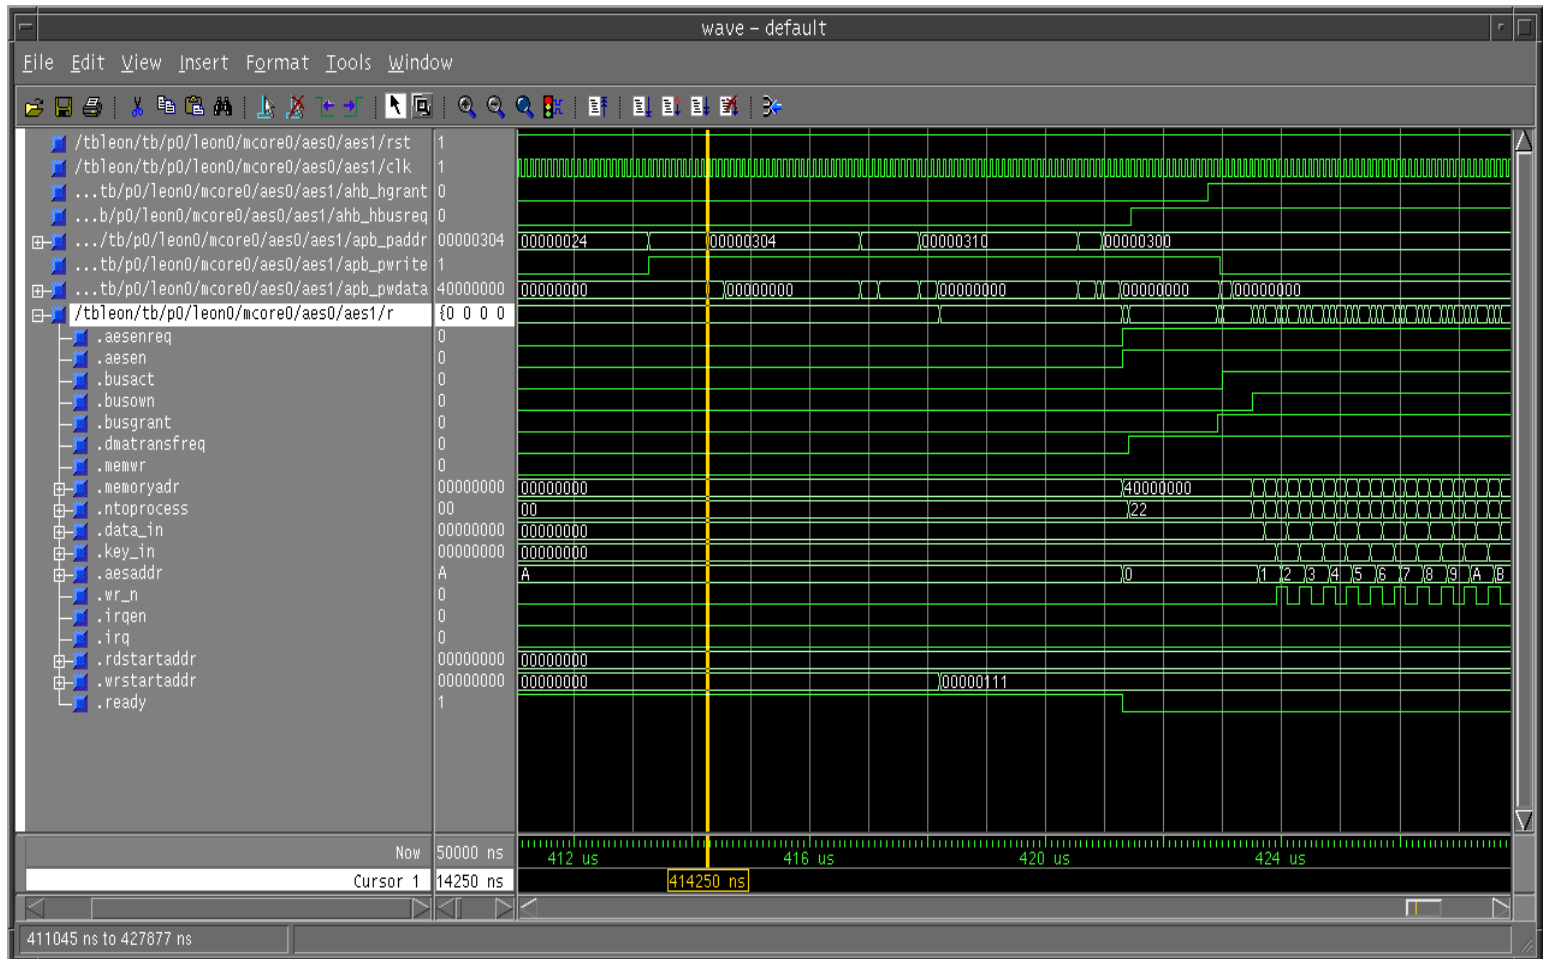 wave – default
File Edit View Insert Format Tools Window
/tbleon/tb/p0/leon0/mcore0/aes0/aes1/rst 1
/tbleon/tb/p0/leon0/mcore0/aes0/aes1/clk 1
...tb/p0/leon0/mcore0/aes0/aes1/ahb_hgrant 0
...b/p0/leon0/mcore0/aes0/aes1/ahb_hbusreq 0
.../tb/p0/leon0/mcore0/aes0/aes1/apb_paddr 00000304 00000024 00000304 00000310 00000300
...tb/p0/leon0/mcore0/aes0/aes1/apb_pwrite 1
...tb/p0/leon0/mcore0/aes0/aes1/apb_pwdata 40000000 00000000 00000000 00000000 00000000 00000000
/tbleon/tb/p0/leon0/mcore0/aes0/aes1/r {0 0 0 0
.aesenreq 0
.aesen 0
.busact 0
.busown 0
.busgrant 0
.dmatransfreq 0
.memwr 0
.memoryadr 00000000 00000000 40000000
.ntoprocess 00 00 22
.data_in 00000000 00000000
.key_in 00000000 00000000
.aesaddr A A 0 1 2 3 4 5 6 7 8 9 A B
.wr_n 0
.irqen 0
.irq 0
.rdstartaddr 00000000 00000000
.wrstartaddr 00000000 00000000 00000111
.ready 1
Now 50000 ns 412 us 416 us 420 us 424 us
Cursor 1 14250 ns 414250 ns
411045 ns to 427877 ns